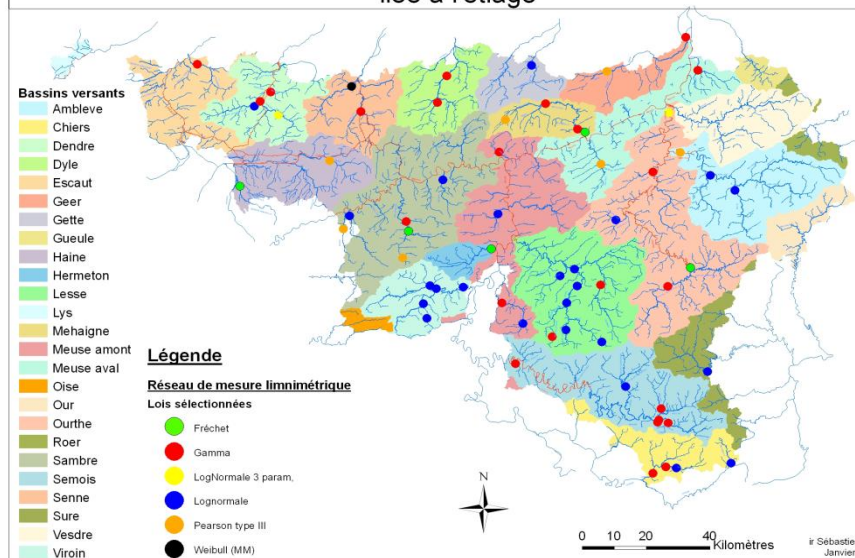 liée à l'étiage
Bassins versants
Ambleve
Chiers
Dendre
Dyle
Escaut
Geer
Gette
Gueule
Haine
Hermeton
Lesse
Lys
Mehaigne
Meuse amont
Meuse aval
Oise
Our
Ourthe
Roer
Sambre
Semois
Senne
Sure
Vesdre
Viroin
Légende
Réseau de mesure limnimétrique
Lois sélectionnées
Fréchet
Gamma
LogNormale 3 param.
Lognormale
Pearson type III
Weibull (MM)
N
0 10 20 40
Kilomètres
ir Sébastie
Janvier